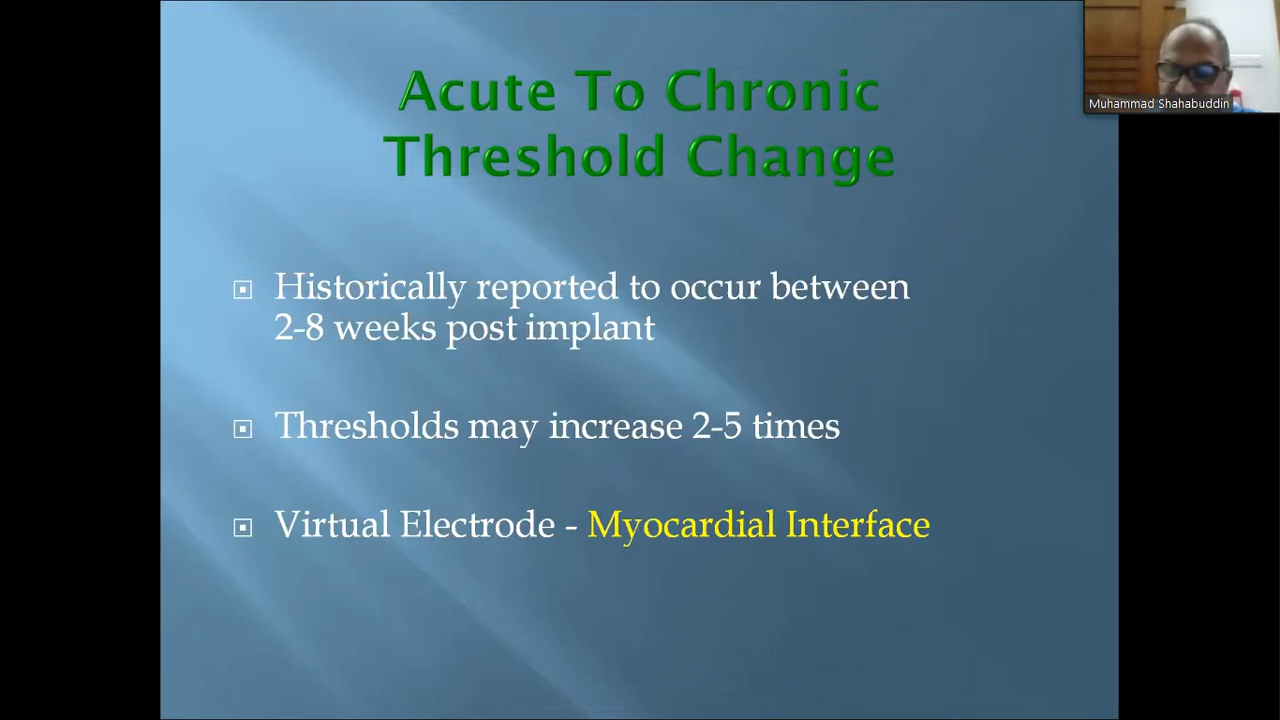 Acute To Chronic
Threshold Change
Historically reported to occur between
2-8 weeks post implant
Thresholds may increase 2-5 times
Virtual Electrode - Myocardial Interface
Muhammad Shahabuddin